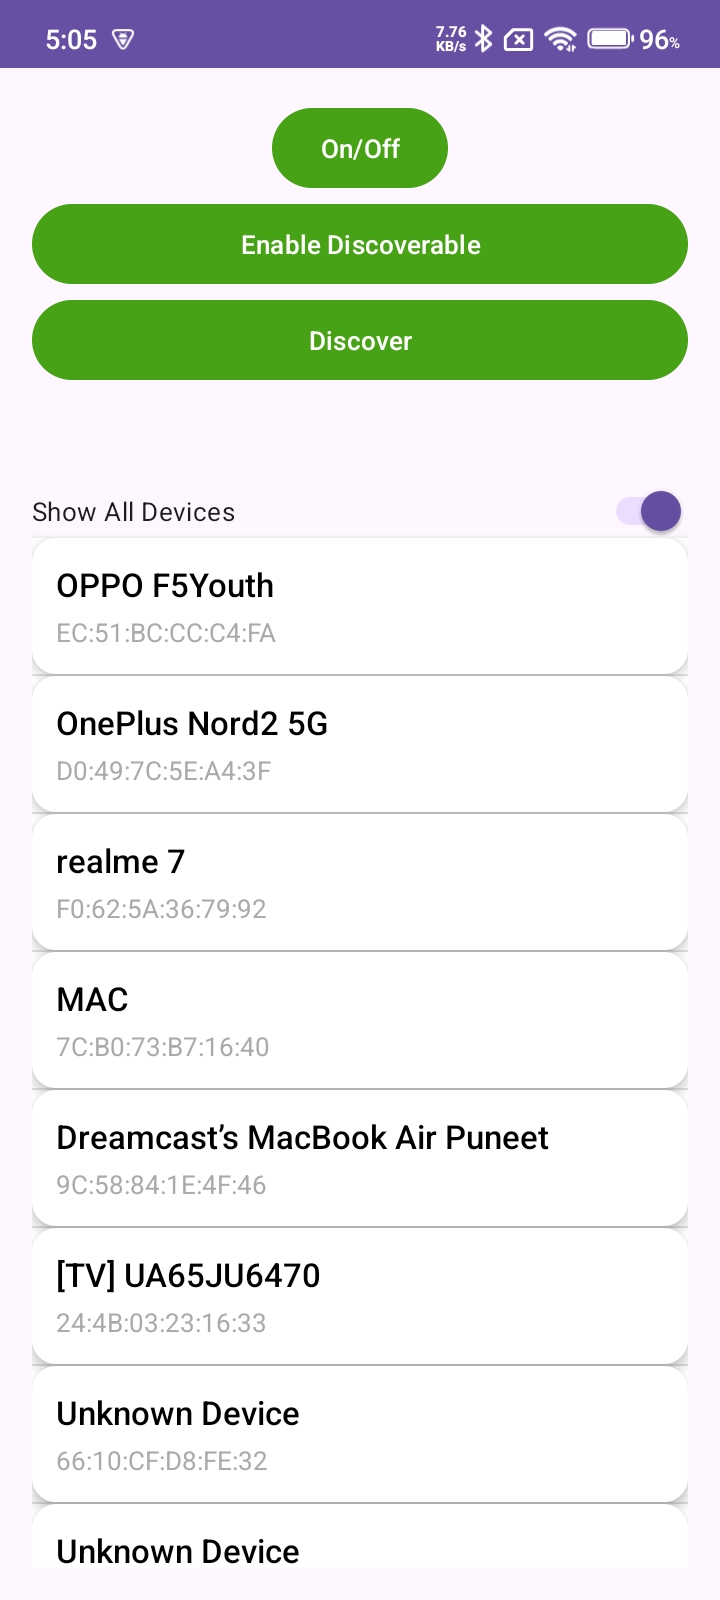 5:05 7.76 KB/s 96%
On/Off
Enable Discoverable
Discover
Show All Devices
OPPO F5Youth
EC:51:BC:CC:C4:FA
OnePlus Nord2 5G
D0:49:7C:5E:A4:3F
realme 7
F0:62:5A:36:79:92
MAC
7C:B0:73:B7:16:40
Dreamcast’s MacBook Air Puneet
9C:58:84:1E:4F:46
[TV] UA65JU6470
24:4B:03:23:16:33
Unknown Device
66:10:CF:D8:FE:32
Unknown Device